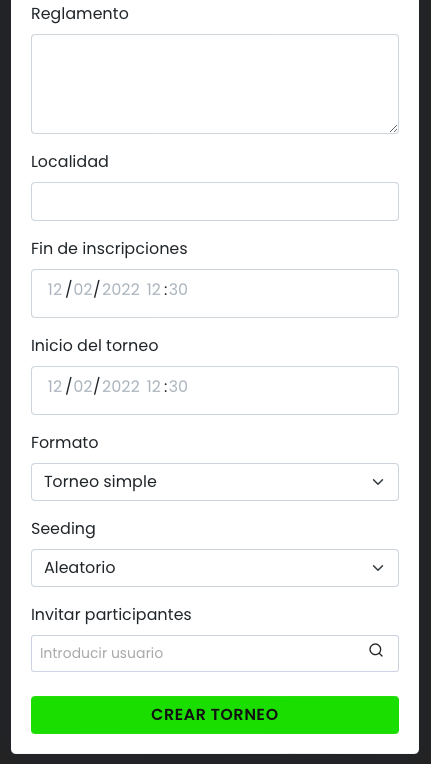 Reglamento
Localidad
Fin de inscripciones
12/02/2022 12:30
Inicio del torneo
12/02/2022 12:30
Formato
Torneo simple
Seeding
Aleatorio
Invitar participantes
Introducir usuario
CREAR TORNEO